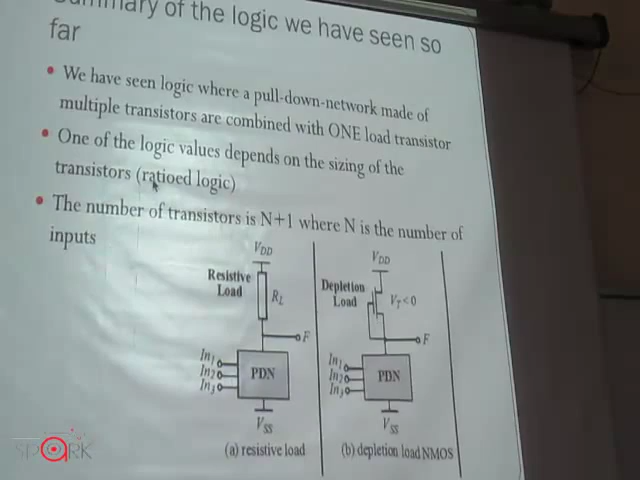 Summary of the logic we have seen so
far
• We have seen logic where a pull-down-network made of
multiple transistors are combined with ONE load transistor
• One of the logic values depends on the sizing of the
transistors (ratioed logic)
• The number of transistors is N+1 where N is the number of
inputs
VDD
Resistive
Load
RL
F
In1
In2
In3
PDN
VSS
(a) resistive load
VDD
Depletion
Load
VT<0
F
In1
In2
In3
PDN
VSS
(b) depletion load NMOS
SPARK